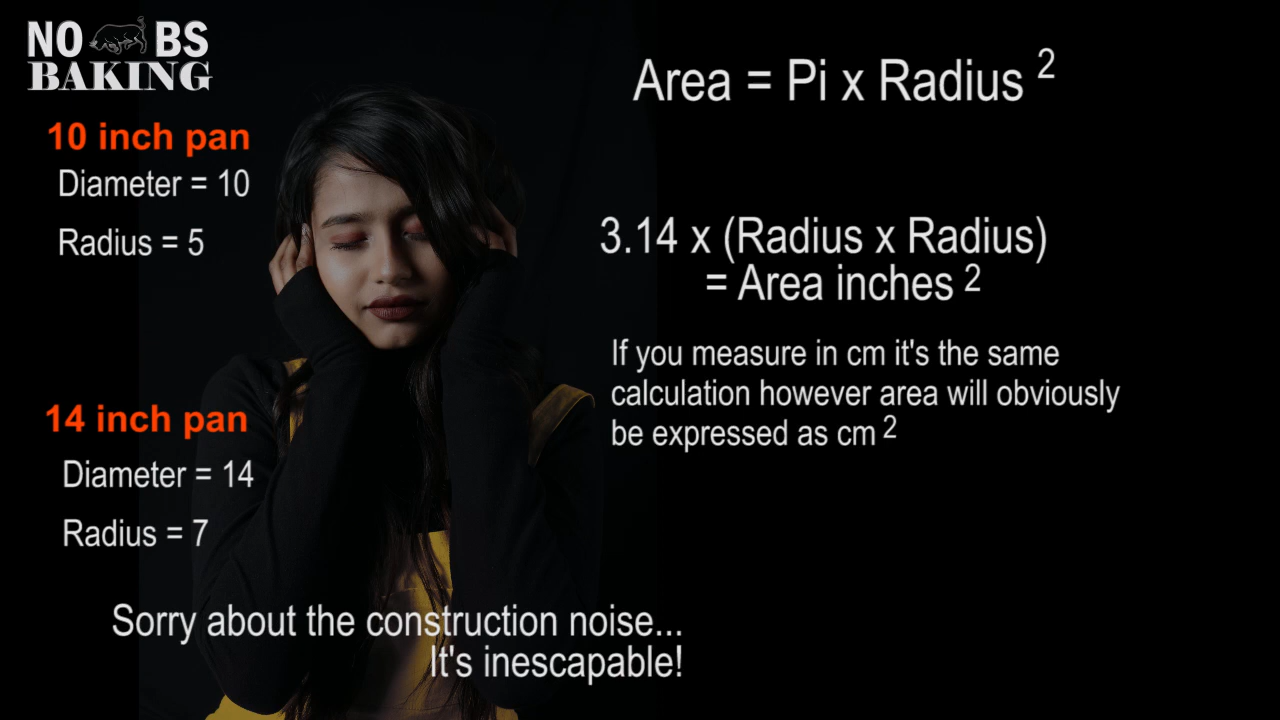 NO BS
BAKING
10 inch pan
Diameter = 10
Radius = 5
14 inch pan
Diameter = 14
Radius = 7
Area = Pi x Radius ²
3.14 x (Radius x Radius)
= Area inches ²
If you measure in cm it's the same
calculation however area will obviously
be expressed as cm ²
Sorry about the construction noise...
It's inescapable!